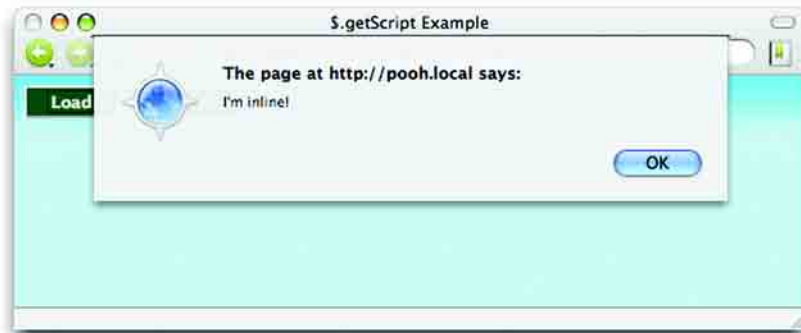 $.getScript Example
The page at http://pooh.local says:
Load
I'm inline!
OK